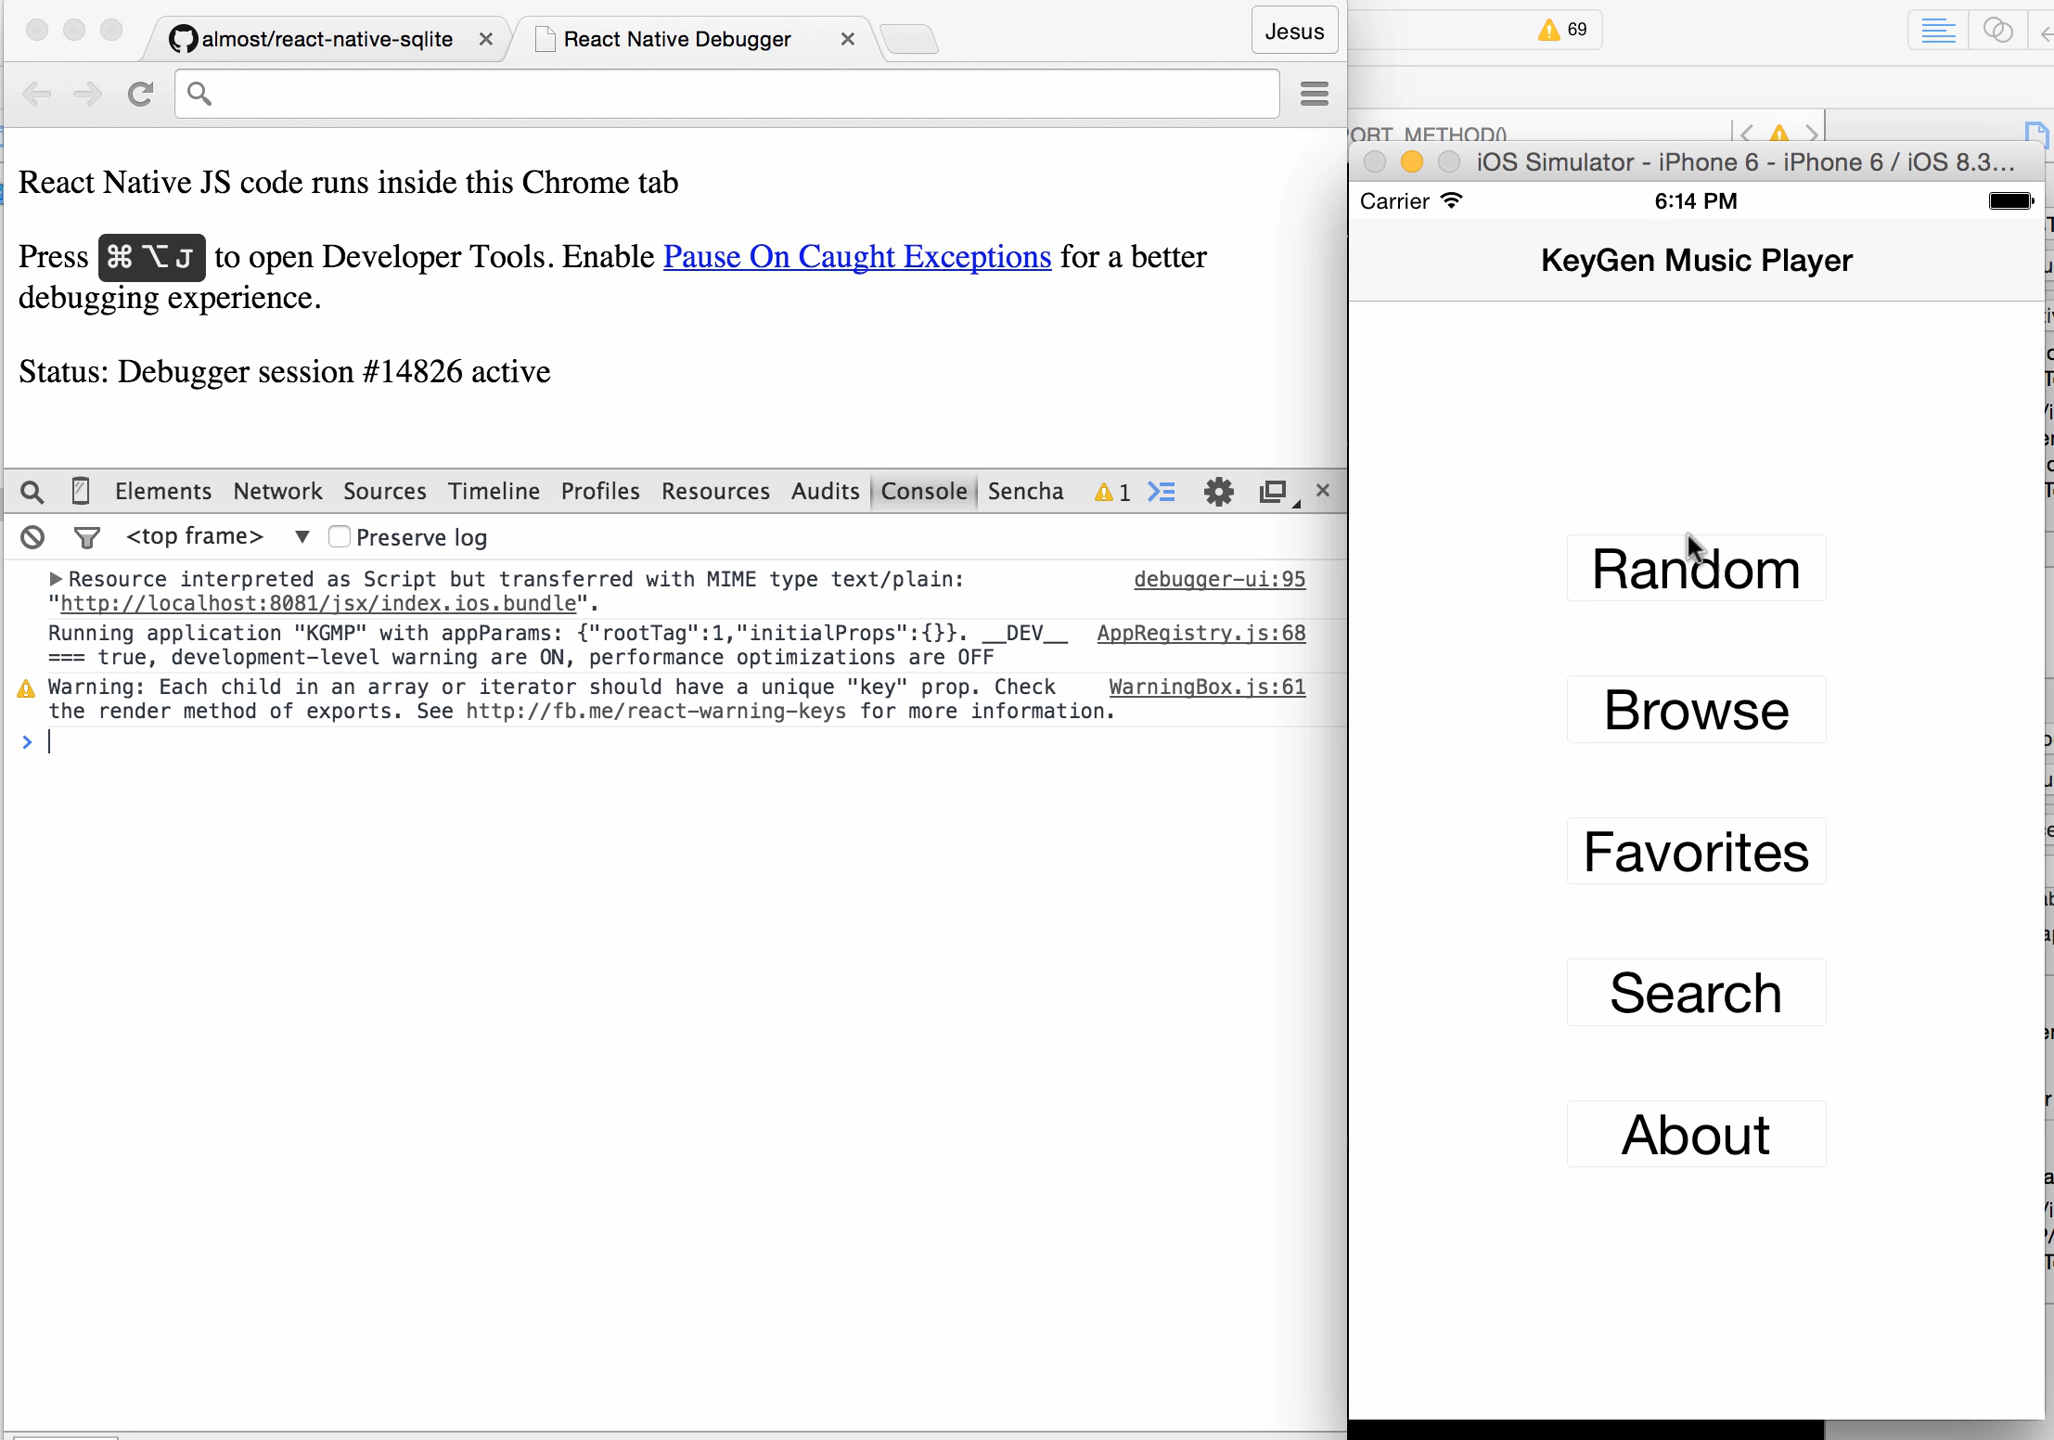 almost/react-native-sqlite
React Native Debugger
Jesus
69
React Native JS code runs inside this Chrome tab
Press ⌘ ⌥ J to open Developer Tools. Enable Pause On Caught Exceptions for a better
debugging experience.
Status: Debugger session #14826 active
Elements Network Sources Timeline Profiles Resources Audits Console Sencha 1
<top frame> Preserve log
Resource interpreted as Script but transferred with MIME type text/plain: debugger-ui:95
"http://localhost:8081/jsx/index.ios.bundle".
Running application "KGMP" with appParams: {"rootTag":1,"initialProps":{}}. __DEV__ AppRegistry.js:68
=== true, development-level warning are ON, performance optimizations are OFF
Warning: Each child in an array or iterator should have a unique "key" prop. Check WarningBox.js:61
the render method of exports. See http://fb.me/react-warning-keys for more information.
>
PORT_METHOD()
iOS Simulator - iPhone 6 - iPhone 6 / iOS 8.3...
Carrier 6:14 PM
KeyGen Music Player
Random
Browse
Favorites
Search
About